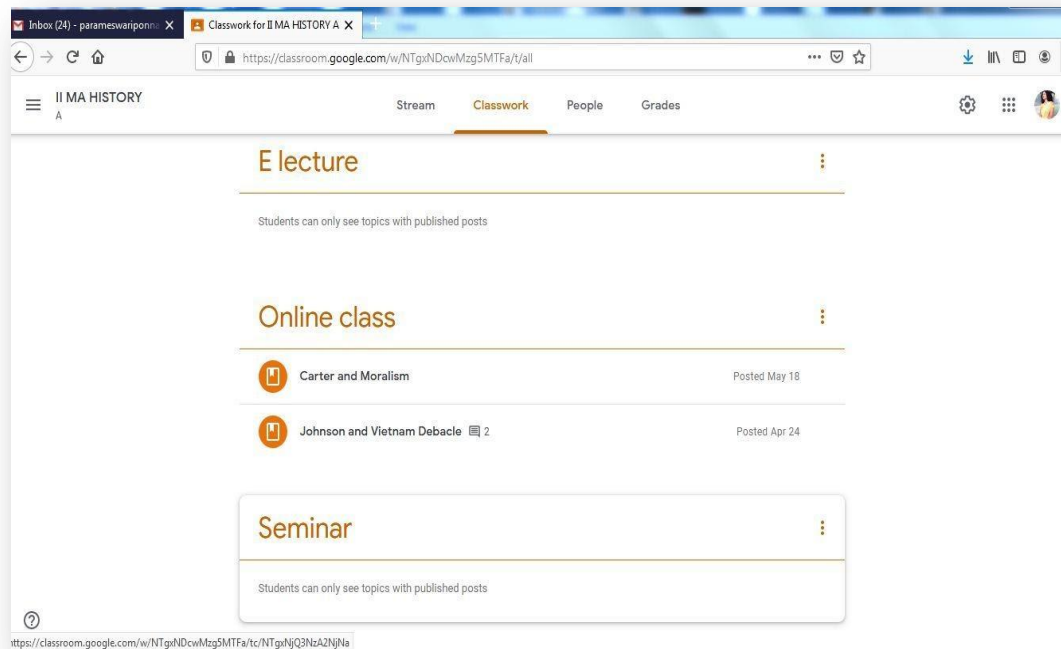 Inbox (24) - parameswariponna
Classwork for II MA HISTORY A
https://classroom.google.com/w/NTgxNDcwMzg5MTFa/t/all
II MA HISTORY
A
Stream Classwork People Grades
E lecture
Students can only see topics with published posts
Online class
Carter and Moralism Posted May 18
Johnson and Vietnam Debacle 2 Posted Apr 24
Seminar
Students can only see topics with published posts
https://classroom.google.com/w/NTgxNDcwMzg5MTFa/tc/NTgxNjQ3NzA2NjNa